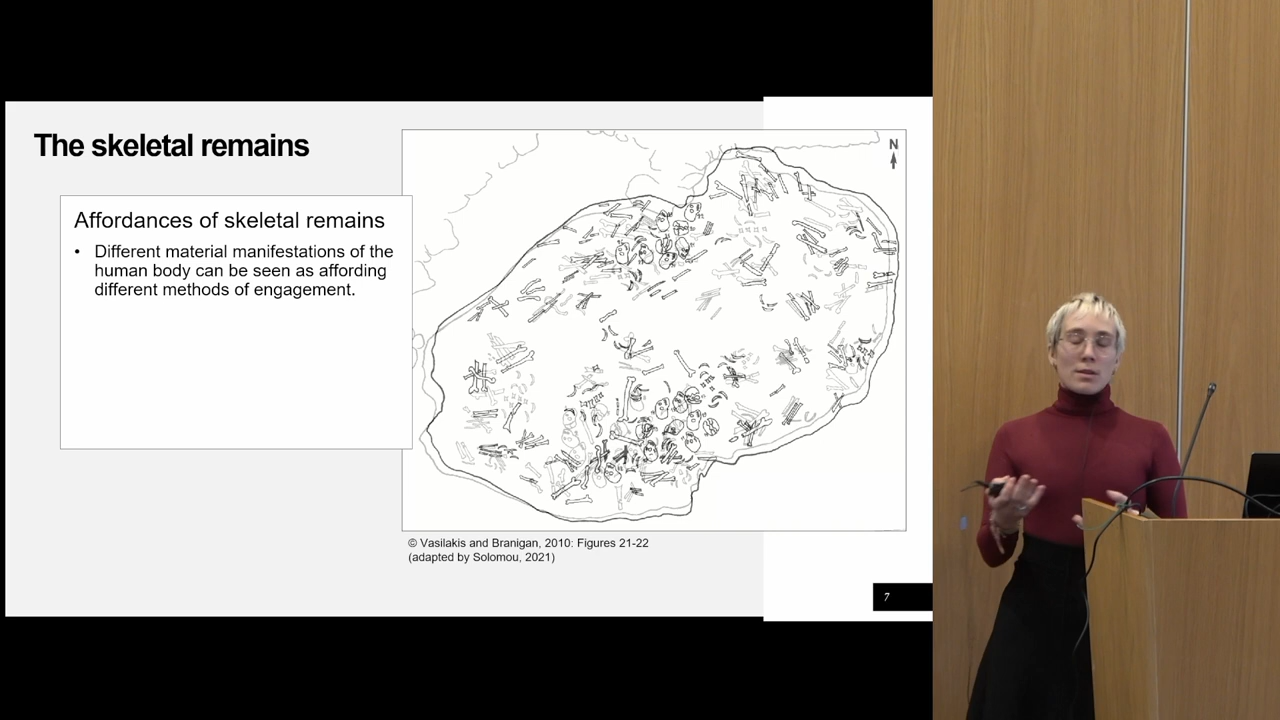 The skeletal remains
Affordances of skeletal remains
• Different material manifestations of the
human body can be seen as affording
different methods of engagement.
N
© Vasilakis and Branigan, 2010: Figures 21-22
(adapted by Solomou, 2021)
7